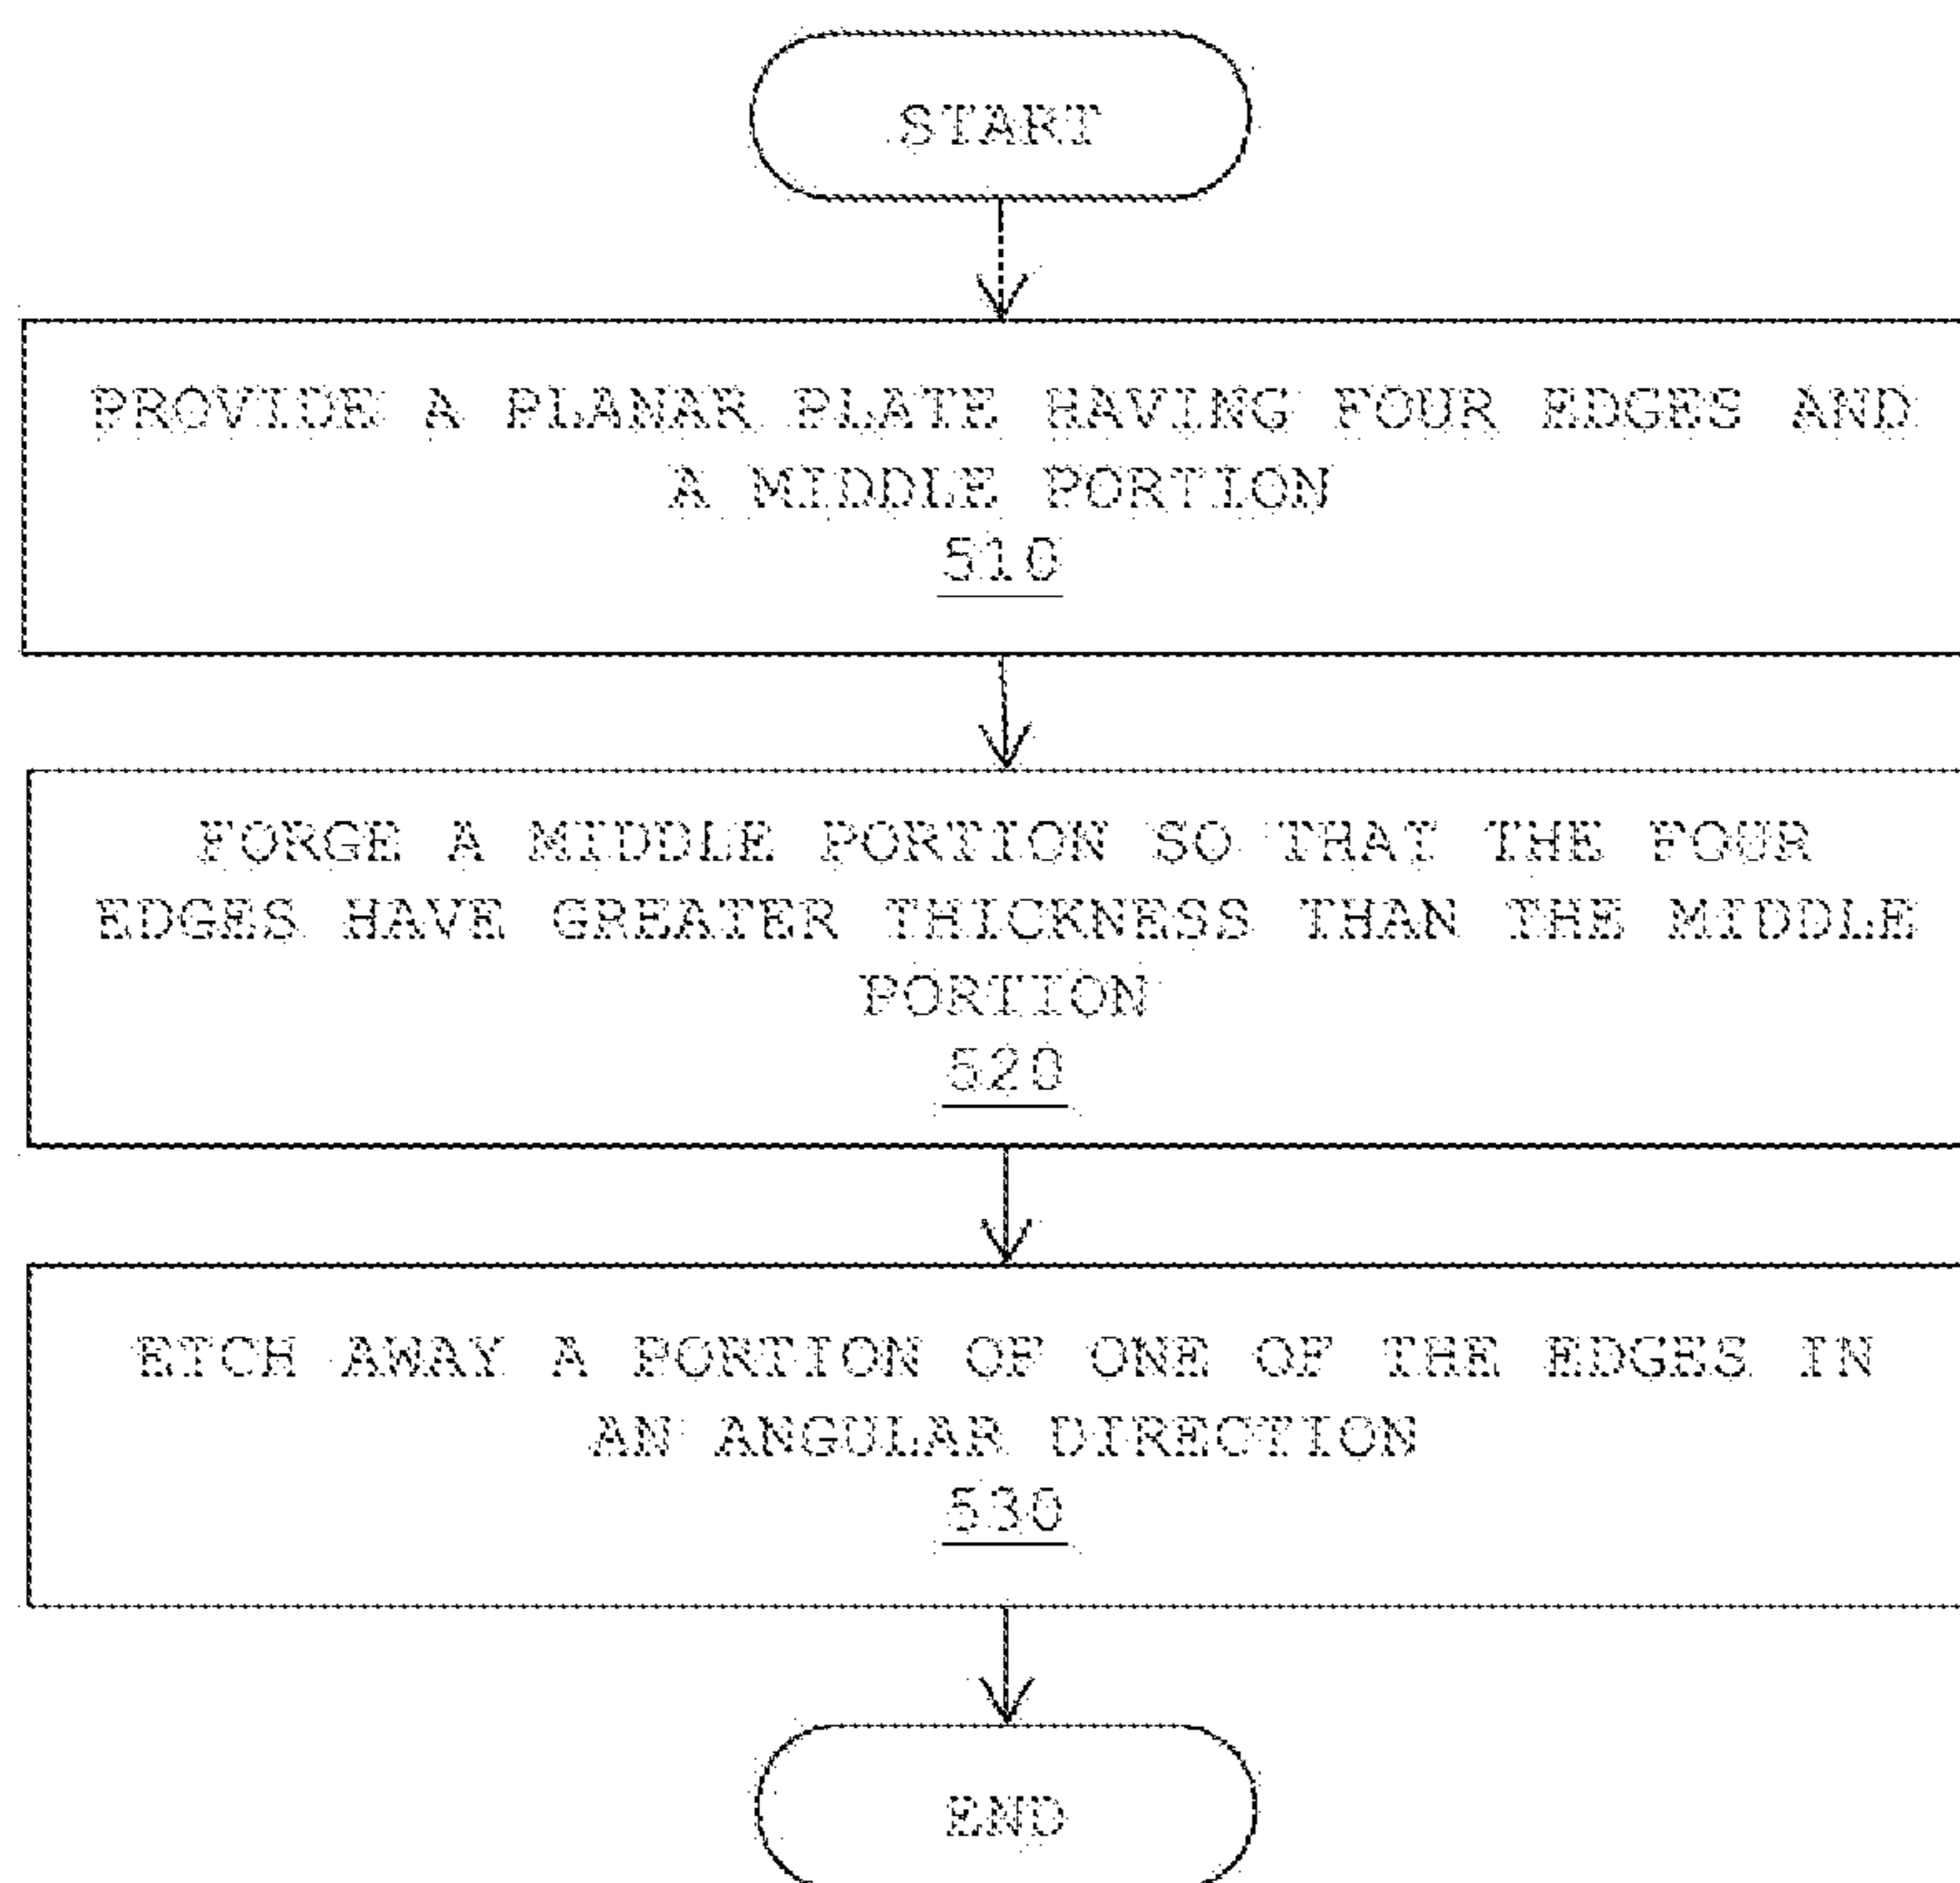 START
PROVIDE A PLANAR PLATE HAVING FOUR EDGES AND
A MIDDLE PORTION
510
FORGE A MIDDLE PORTION SO THAT THE FOUR
EDGES HAVE GREATER THICKNESS THAN THE MIDDLE
PORTION
520
ETCH AWAY A PORTION OF ONE OF THE EDGES IN
AN ANGULAR DIRECTION
530
END